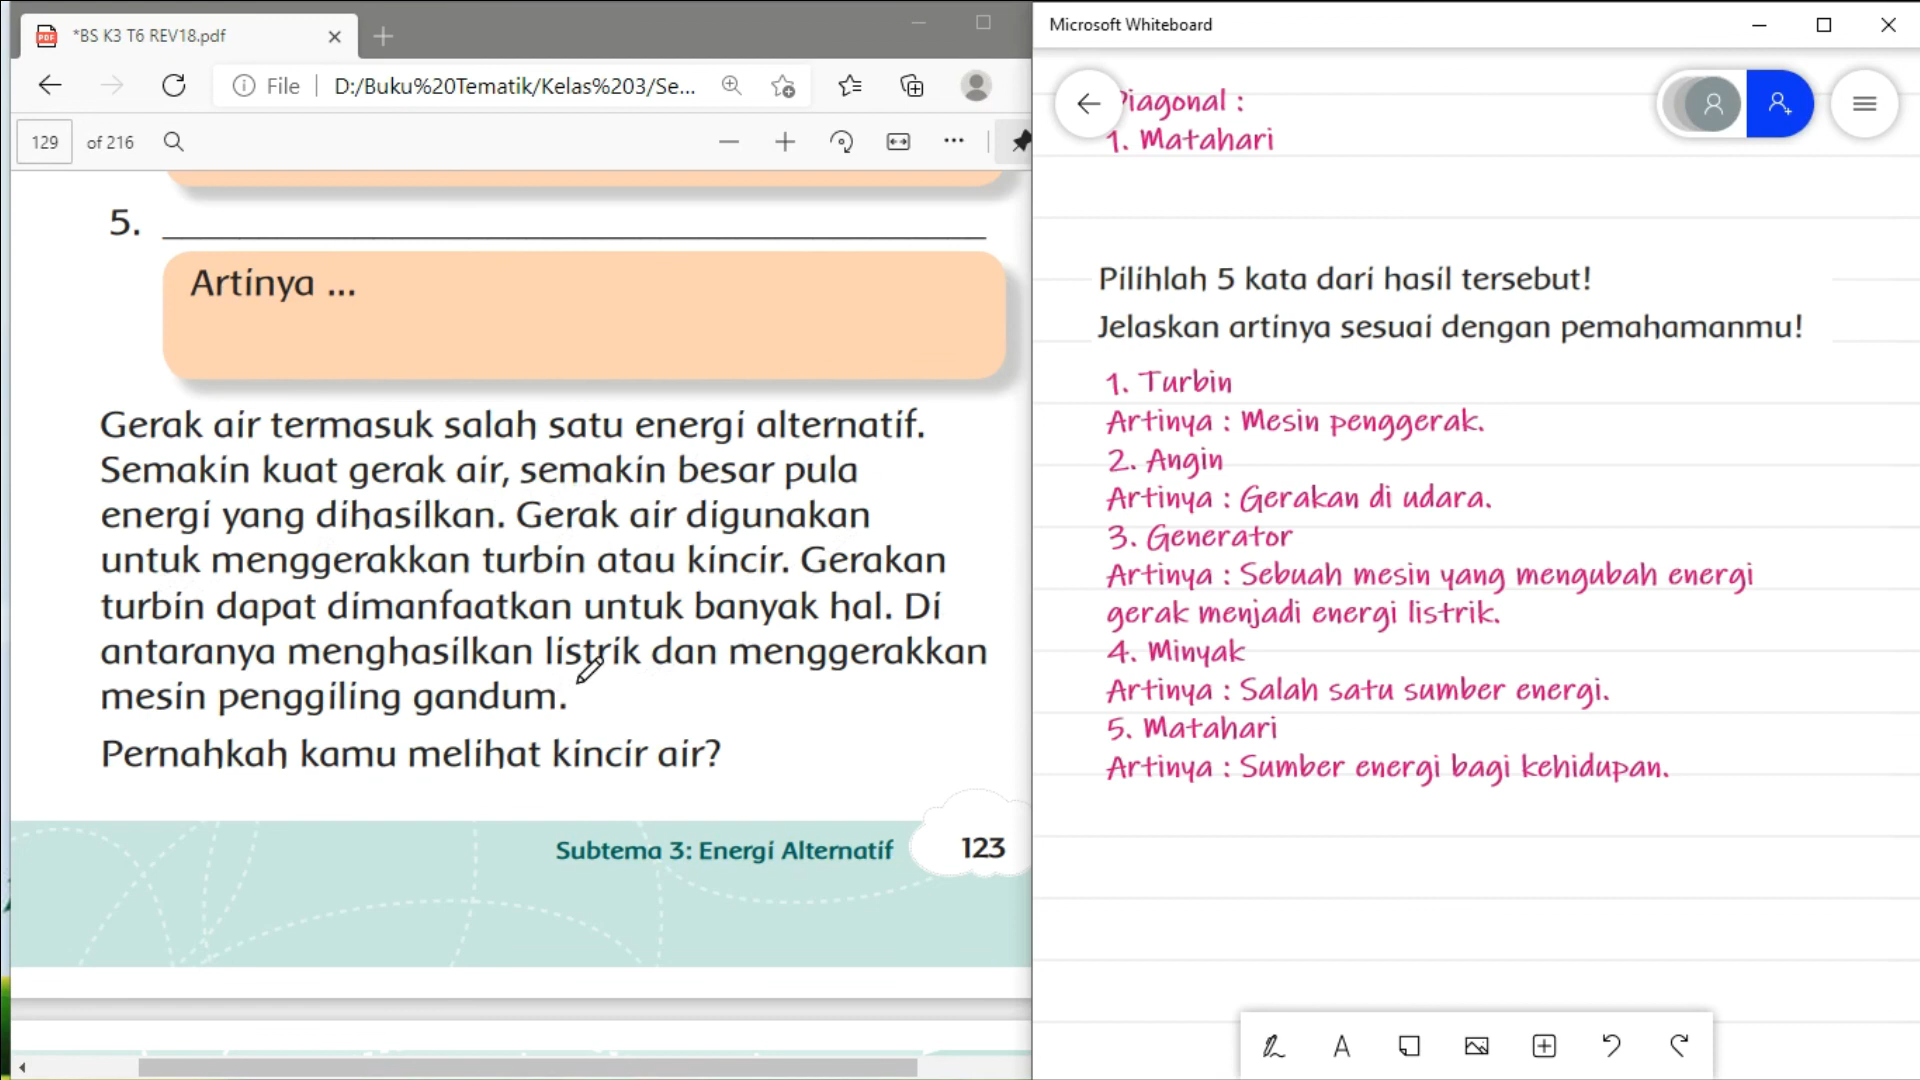 *BS K3 T6 REV18.pdf
File
D:/Buku%20Tematik/Kelas%203/Se...
129 of 216
5.
Artinya ...
Gerak air termasuk salah satu energi alternatif.
Semakin kuat gerak air, semakin besar pula
energi yang dihasilkan. Gerak air digunakan
untuk menggerakkan turbin atau kincir. Gerakan
turbin dapat dimanfaatkan untuk banyak hal. Di
antaranya menghasilkan listrik dan menggerakkan
mesin penggiling gandum.
Pernahkah kamu melihat kincir air?
Subtema 3: Energi Alternatif
123
Microsoft Whiteboard
Diagonal :
1. Matahari
Pilihlah 5 kata dari hasil tersebut!
Jelaskan artinya sesuai dengan pemahamanmu!
1. Turbin
Artinya : Mesin penggerak.
2. Angin
Artinya : Gerakan di udara.
3. Generator
Artinya : Sebuah mesin yang mengubah energi
gerak menjadi energi listrik.
4. Minyak
Artinya : Salah satu sumber energi.
5. Matahari
Artinya : Sumber energi bagi kehidupan.